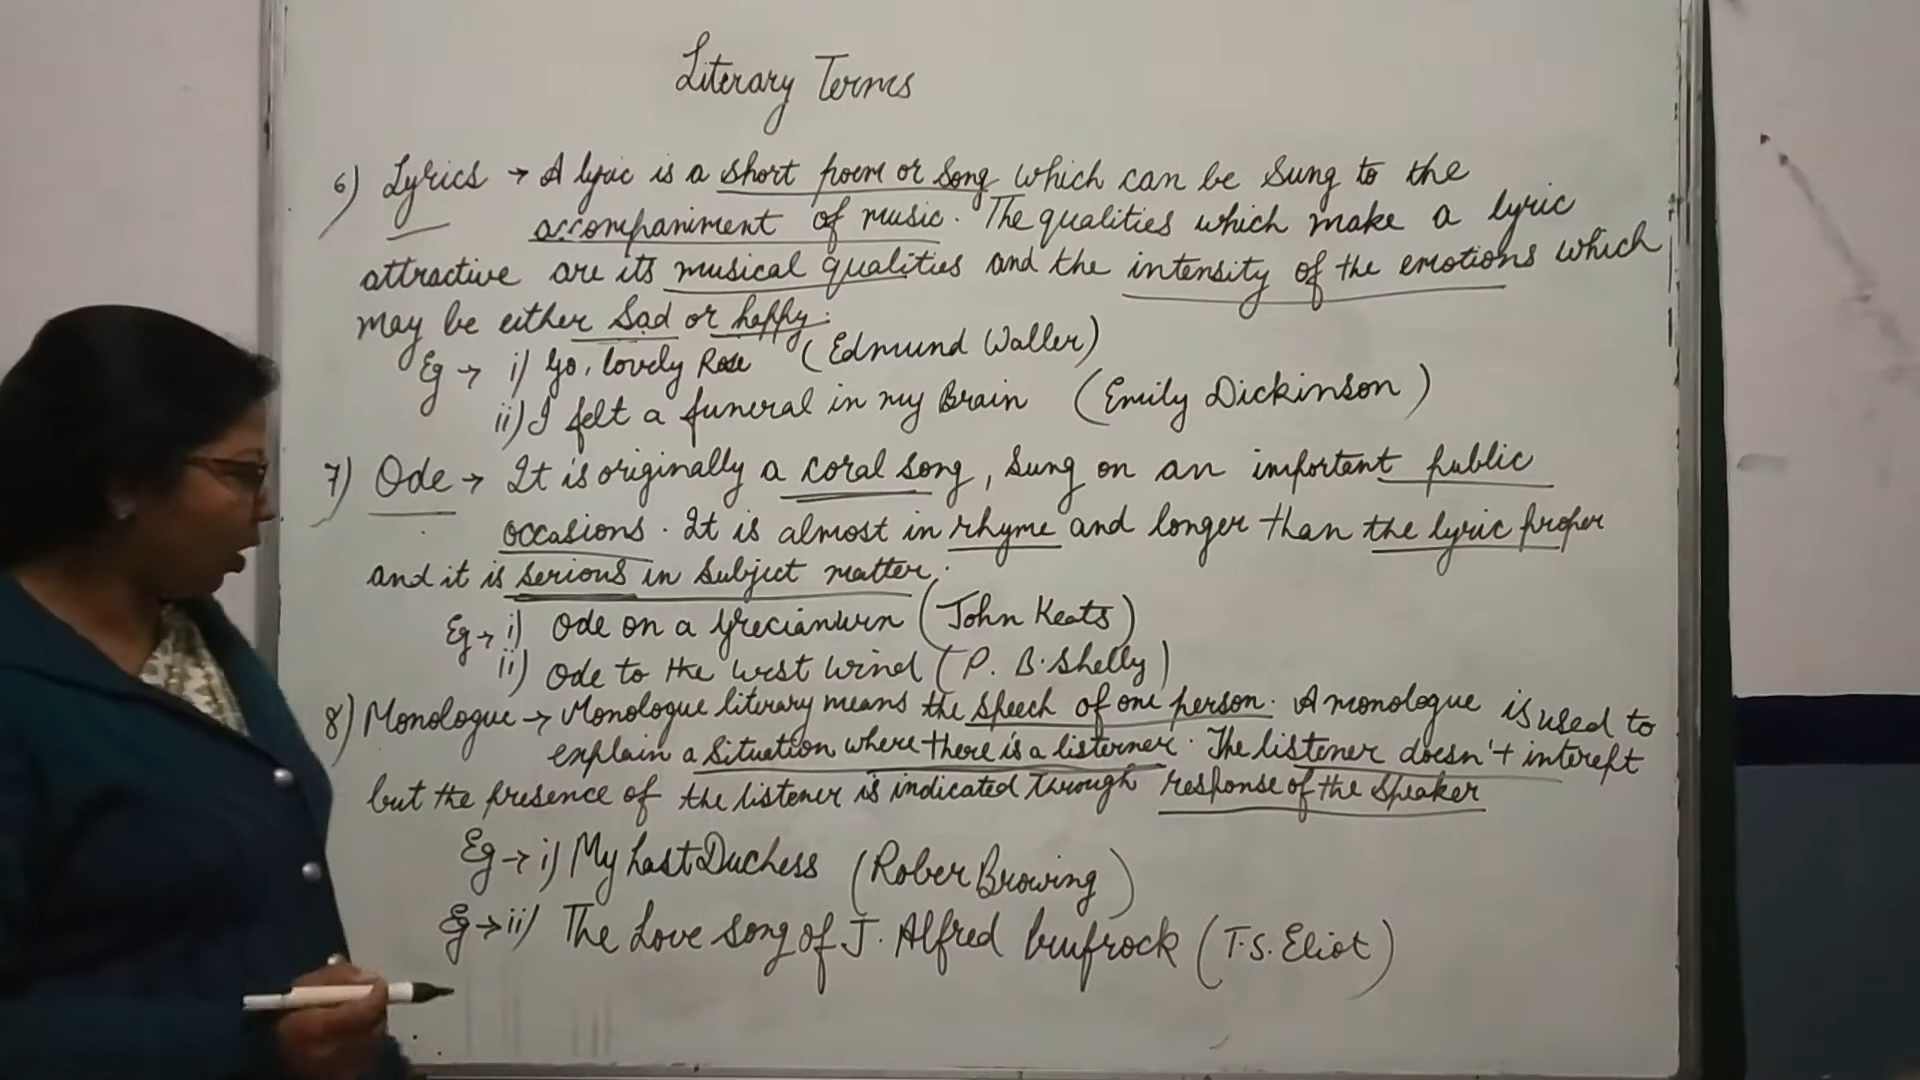 Literary Terms
6) Lyrics → A lyric is a short poem or song which can be sung to the
accompaniment of music. The qualities which make a lyric
attractive are its musical qualities and the intensity of the emotions which
may be either sad or happy.
Eg → i) Go, lovely Rose (Edmund Waller)
ii) I felt a funeral in my Brain (Emily Dickinson)
7) Ode → It is originally a coral song, sung on an important public
occasions. It is almost in rhyme and longer than the lyric proper
and it is serious in subject matter.
Eg → i) Ode on a Grecian urn (John Keats)
ii) Ode to the west wind (P. B. Shelly)
8) Monologue → Monologue literary means the speech of one person. A monologue is used to
explain a situation where there is a listerner. The listener doesn't interept
but the presence of the listener is indicated through response of the speaker
Eg → i) My Last Duchess (Rober Browing)
Eg → ii) The Love song of J. Alfred Prufrock (T.S. Eliot)